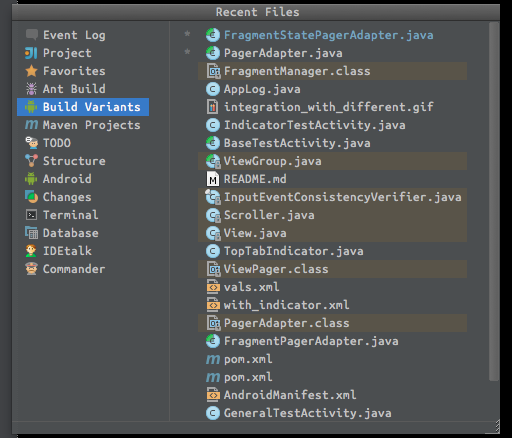 Recent Files
Event Log
Project
Favorites
Ant Build
Build Variants
Maven Projects
TODO
Structure
Android
Changes
Terminal
Database
IDEtalk
Commander
* FragmentStatePagerAdapter.java
* PagerAdapter.java
FragmentManager.class
AppLog.java
integration_with_different.gif
IndicatorTestActivity.java
BaseTestActivity.java
ViewGroup.java
README.md
InputEventConsistencyVerifier.java
Scroller.java
View.java
TopTabIndicator.java
ViewPager.class
vals.xml
with_indicator.xml
PagerAdapter.class
FragmentPagerAdapter.java
pom.xml
pom.xml
AndroidManifest.xml
GeneralTestActivity.java